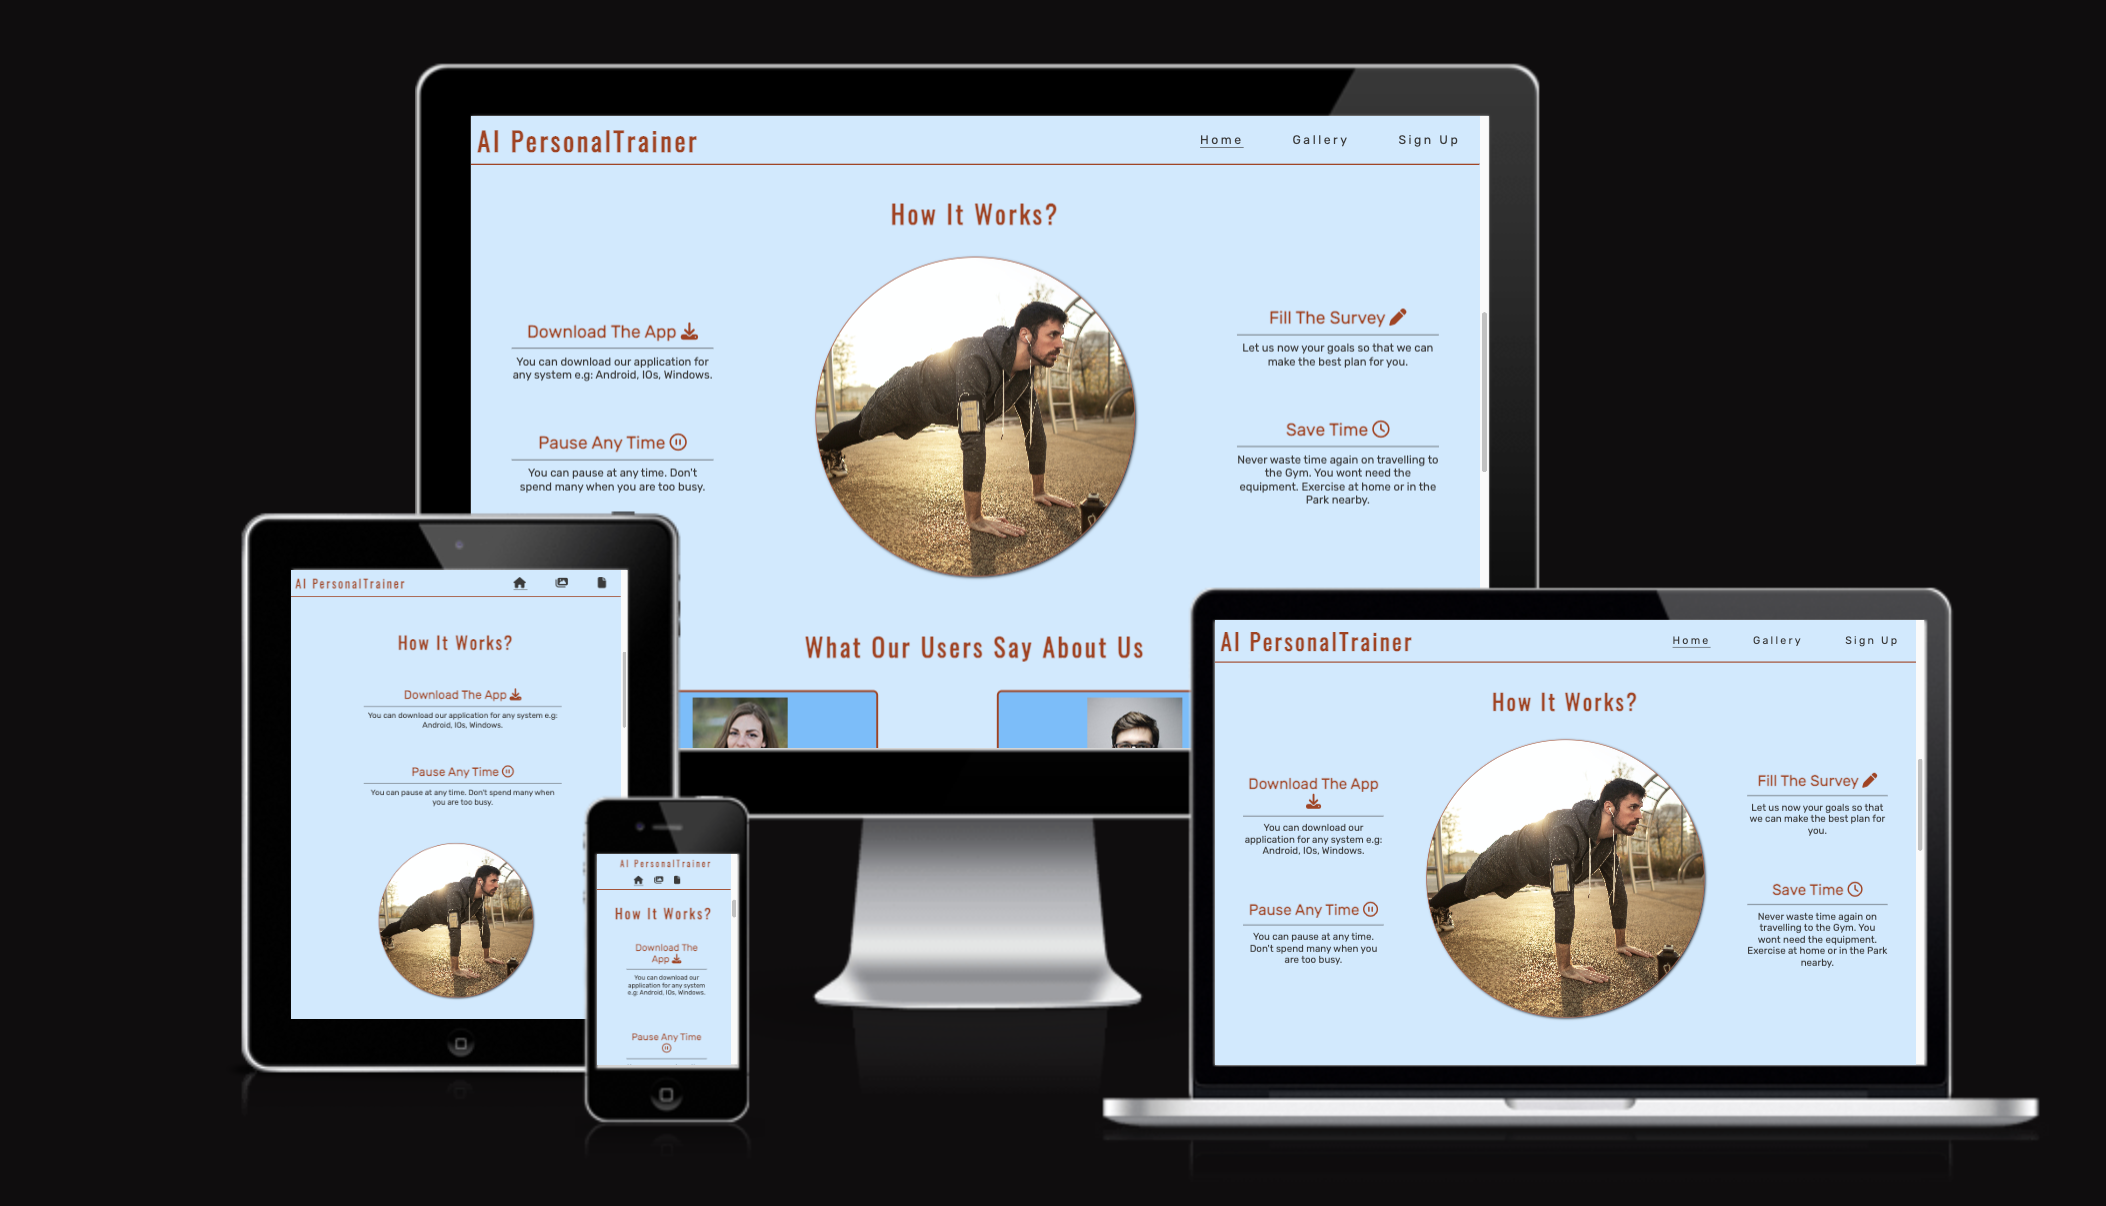 AI PersonalTrainer
Home Gallery Sign Up
How It Works?
Download The App
You can download our application for
any system e.g: Android, IOs, Windows.
Pause Any Time
You can pause at any time. Don't
spend many when you are too busy.
Fill The Survey
Let us now your goals so that we can
make the best plan for you.
Save Time
Never waste time again on travelling to
the Gym. You wont need the
equipment. Exercise at home or in the
Park nearby.
What Our Users Say About Us
AI PersonalTrainer
How It Works?
Download The App
You can download our application for any system e.g:
Android, IOs, Windows.
Pause Any Time
You can pause at any time. Don't spend many when
you are too busy.
AI PersonalTrainer
How It Works?
Download The
App
You can download our
application for any system
e.g: Android, IOs, Windows.
Pause Any Time
AI PersonalTrainer
Home Gallery Sign Up
How It Works?
Download The App
You can download our
application for any system e.g:
Android, IOs, Windows.
Pause Any Time
You can pause at any time.
Don't spend many when you
are too busy.
Fill The Survey
Let us now your goals so that
we can make the best plan for
you.
Save Time
Never waste time again on
travelling to the Gym. You
wont need the equipment.
Exercise at home or in the Park
nearby.